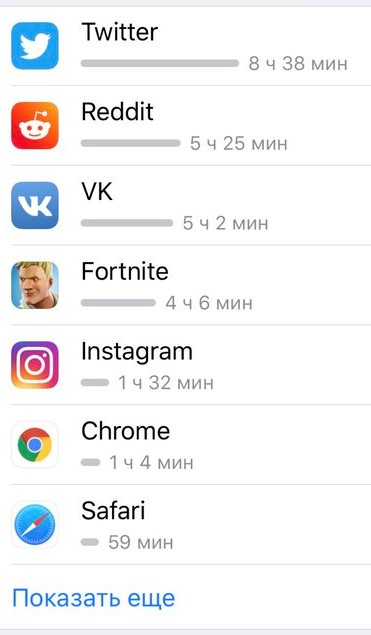 Twitter
8 ч 38 мин
Reddit
5 ч 25 мин
VK
5 ч 2 мин
Fortnite
4 ч 6 мин
Instagram
1 ч 32 мин
Chrome
1 ч 4 мин
Safari
59 мин
Показать еще